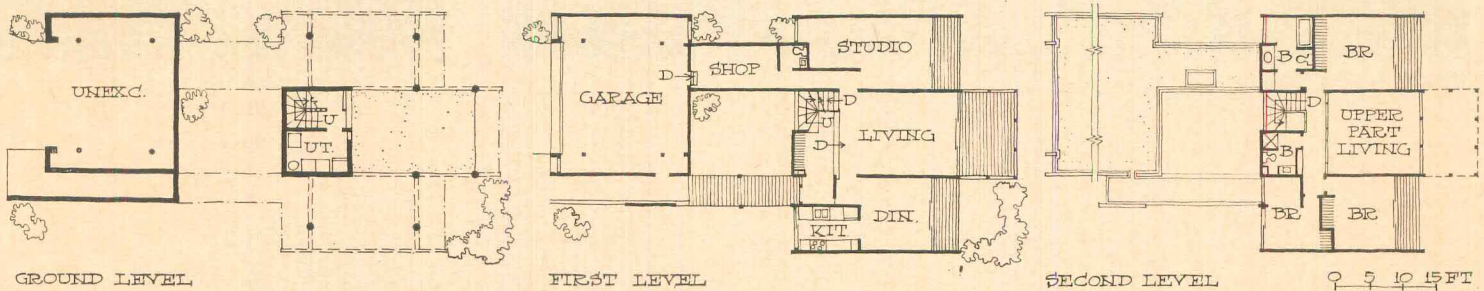 UNEXC.
U
UT.
GROUND LEVEL
STUDIO
SHOP
D
GARAGE
D
U
LIVING
D
DIN.
KIT.
FIRST LEVEL
B
BR
D
UPPER
PART
LIVING
B
BR
BR
SECOND LEVEL
0 5 10 15 FT